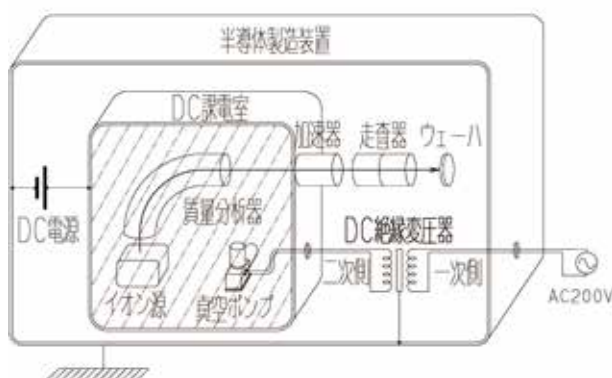 半導体製造装置
DC課電室
加速器
走査器
ウェーハ
質量分析器
DC電源
イオン源
真空ポンプ
DC絶縁変圧器
二次側
一次側
AC200V